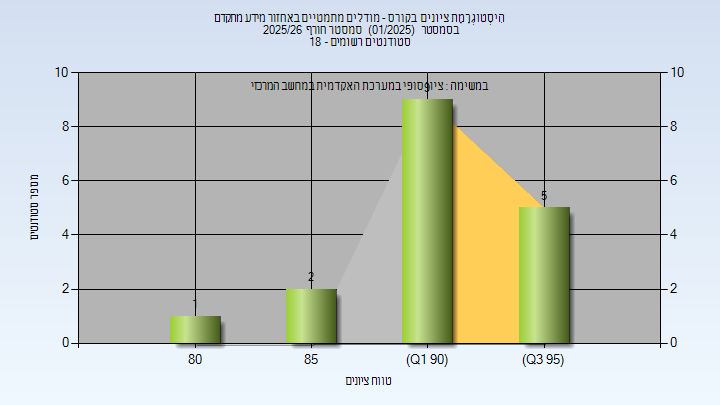 היסטוגרמת ציונים בקורס - מודלים מתמטיים באחזור מידע מתקדם
בסמסטר (01/2025) סמסטר חורף 2025/26
סטודנטים רשומים - 18
במשימה : ציון סופי במערכת האקדמית במחשב המרכזי
10 10
8 8
6 6
4 4
2 2
0 0
1
2
9
5
80 85 (Q1 90) (Q3 95)
מספר סטודנטים
טווח ציונים